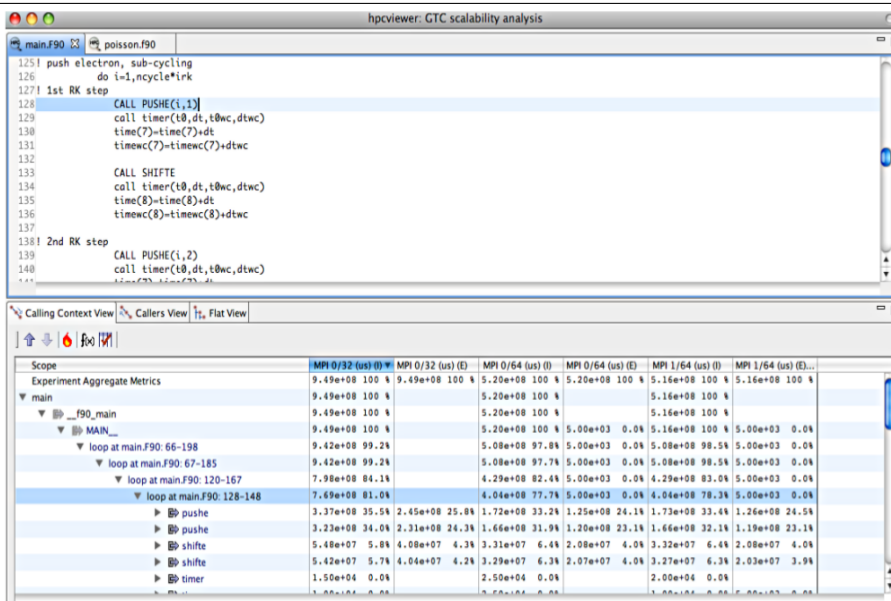 hpcviewer: GTC scalability analysis
main.F90 poisson.f90
125! push electron, sub-cycling
126 do i=1,ncycle*irk
127! 1st RK step
128 CALL PUSHE(i,1)
129 call timer(t0,dt,t0wc,dtwc)
130 time(7)=time(7)+dt
131 timewc(7)=timewc(7)+dtwc
132
133 CALL SHIFTE
134 call timer(t0,dt,t0wc,dtwc)
135 time(8)=time(8)+dt
136 timewc(8)=timewc(8)+dtwc
137
138! 2nd RK step
139 CALL PUSHE(i,2)
140 call timer(t0,dt,t0wc,dtwc)
Calling Context View Callers View Flat View
f(x)
Scope MPI 0/32 (us) (I) MPI 0/32 (us) (E) MPI 0/64 (us) (I) MPI 0/64 (us) (E) MPI 1/64 (us) (I) MPI 1/64 (us) (E)...
Experiment Aggregate Metrics 9.49e+08 100 % 9.49e+08 100 % 5.20e+08 100 % 5.20e+08 100 % 5.16e+08 100 % 5.16e+08 100 %
main 9.49e+08 100 % 5.20e+08 100 % 5.16e+08 100 %
__f90_main 9.49e+08 100 % 5.20e+08 100 % 5.16e+08 100 %
MAIN__ 9.49e+08 100 % 5.20e+08 100 % 5.00e+03 0.0% 5.16e+08 100 % 5.00e+03 0.0%
loop at main.F90: 66-198 9.42e+08 99.2% 5.08e+08 97.8% 5.00e+03 0.0% 5.08e+08 98.5% 5.00e+03 0.0%
loop at main.F90: 67-185 9.42e+08 99.2% 5.08e+08 97.7% 5.00e+03 0.0% 5.08e+08 98.5% 5.00e+03 0.0%
loop at main.F90: 120-167 7.98e+08 84.1% 4.29e+08 82.4% 5.00e+03 0.0% 4.29e+08 83.0% 5.00e+03 0.0%
loop at main.F90: 128-148 7.69e+08 81.0% 4.04e+08 77.7% 5.00e+03 0.0% 4.04e+08 78.3% 5.00e+03 0.0%
pushe 3.37e+08 35.5% 2.45e+08 25.8% 1.72e+08 33.2% 1.25e+08 24.1% 1.73e+08 33.4% 1.26e+08 24.5%
pushe 3.23e+08 34.0% 2.31e+08 24.3% 1.66e+08 31.9% 1.20e+08 23.1% 1.66e+08 32.1% 1.19e+08 23.1%
shifte 5.48e+07 5.8% 4.08e+07 4.3% 3.31e+07 6.4% 2.08e+07 4.0% 3.32e+07 6.4% 2.08e+07 4.0%
shifte 5.42e+07 5.7% 4.04e+07 4.2% 3.29e+07 6.3% 2.07e+07 4.0% 3.27e+07 6.3% 2.03e+07 3.9%
timer 1.50e+04 0.0% 2.50e+04 0.0% 2.00e+04 0.0%